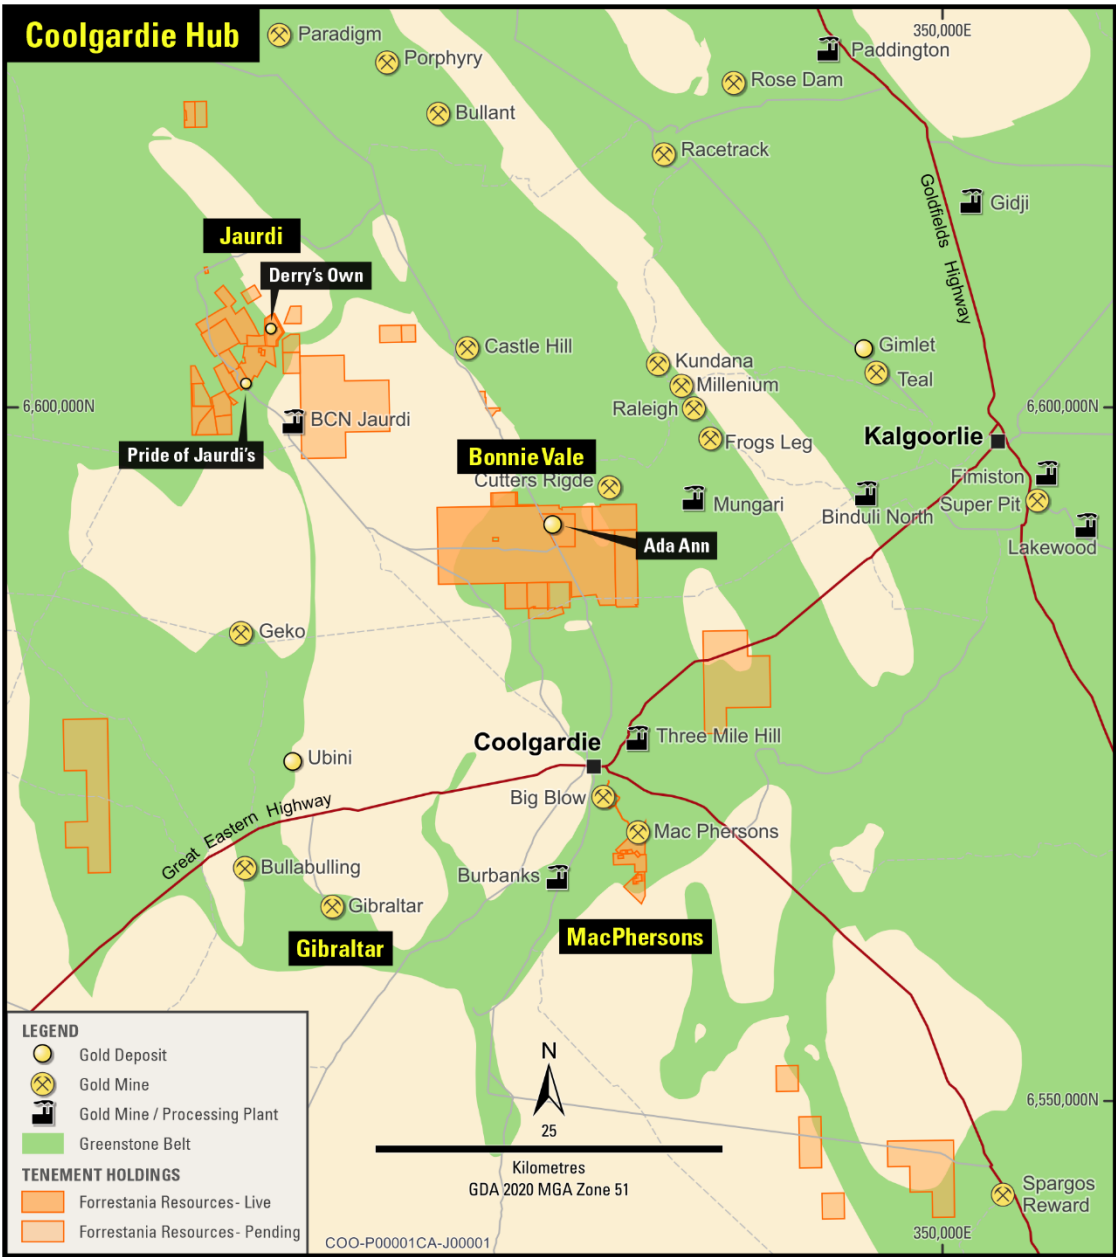 Coolgardie Hub
Paradigm
Porphyry
Bullant
350,000E
Paddington
Rose Dam
Racetrack
Gidji
Goldfields Highway
Jaurdi
Derry's Own
Castle Hill
Gimlet
Teal
Kundana
Millenium
Raleigh
Frogs Leg
6,600,000N
6,600,000N
BCN Jaurdi
Pride of Jaurdi's
Kalgoorlie
Bonnie Vale
Cutters Rigde
Fimiston
Super Pit
Mungari
Binduli North
Lakewood
Ada Ann
Geko
Coolgardie
Three Mile Hill
Ubini
Big Blow
Great Eastern Highway
Mac Phersons
Bullabulling
Burbanks
Gibraltar
Gibraltar
MacPhersons
LEGEND
Gold Deposit
Gold Mine
Gold Mine / Processing Plant
Greenstone Belt
TENEMENT HOLDINGS
Forrestania Resources - Live
Forrestania Resources - Pending
N
25
Kilometres
GDA 2020 MGA Zone 51
COO-P00001CA-J00001
6,550,000N
Spargos
Reward
350,000E